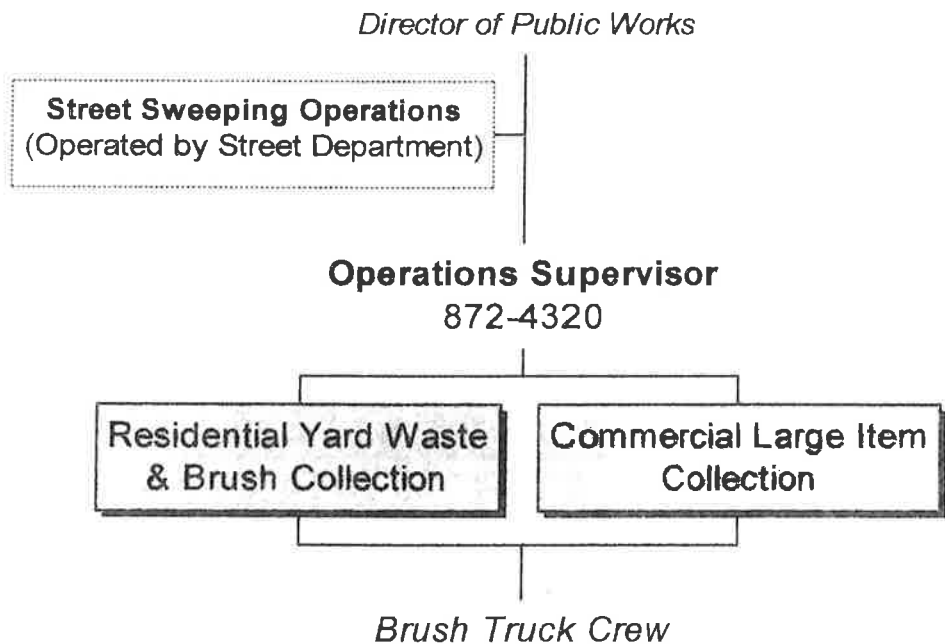 Director of Public Works
Street Sweeping Operations
(Operated by Street Department)
Operations Supervisor
872-4320
Residential Yard Waste
& Brush Collection
Commercial Large Item
Collection
Brush Truck Crew